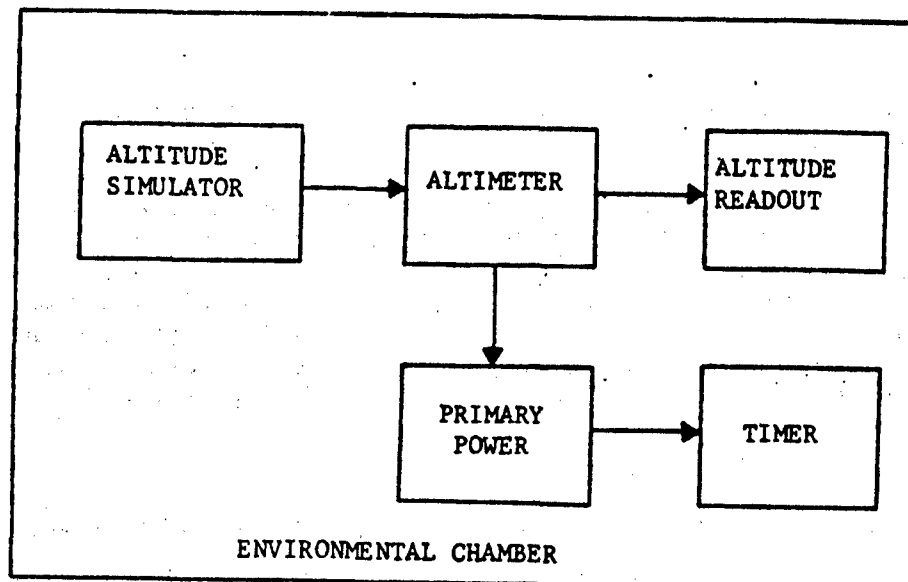 ALTITUDE
SIMULATOR
ALTIMETER
ALTITUDE
READOUT
PRIMARY
POWER
TIMER
ENVIRONMENTAL CHAMBER